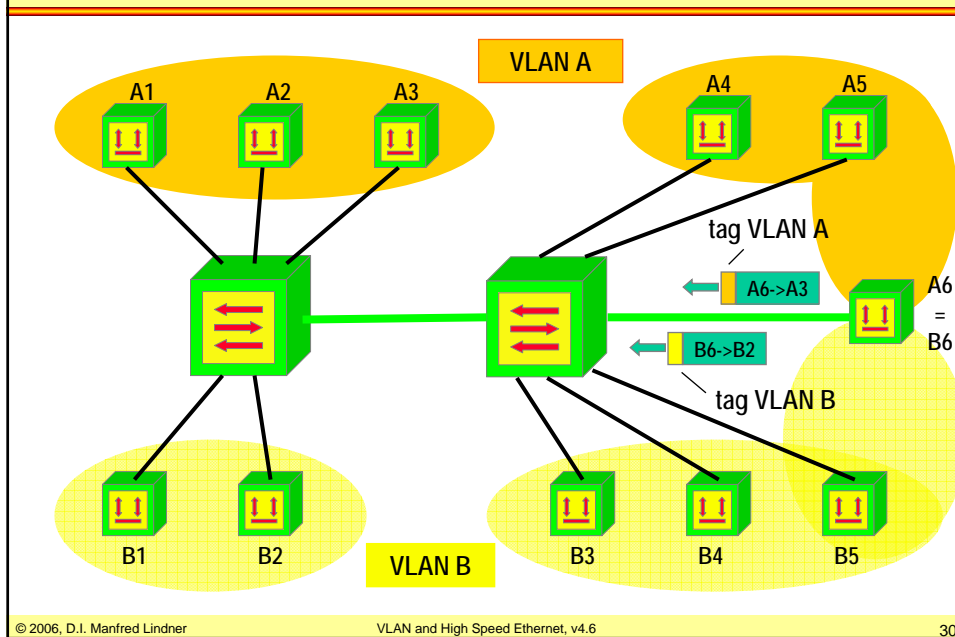 VLAN A
A1 A2 A3 A4 A5
tag VLAN A
A6->A3
A6
=
B6
B6->B2
tag VLAN B
B1 B2 B3 B4 B5
VLAN B
© 2006, D.I. Manfred Lindner VLAN and High Speed Ethernet, v4.6 30